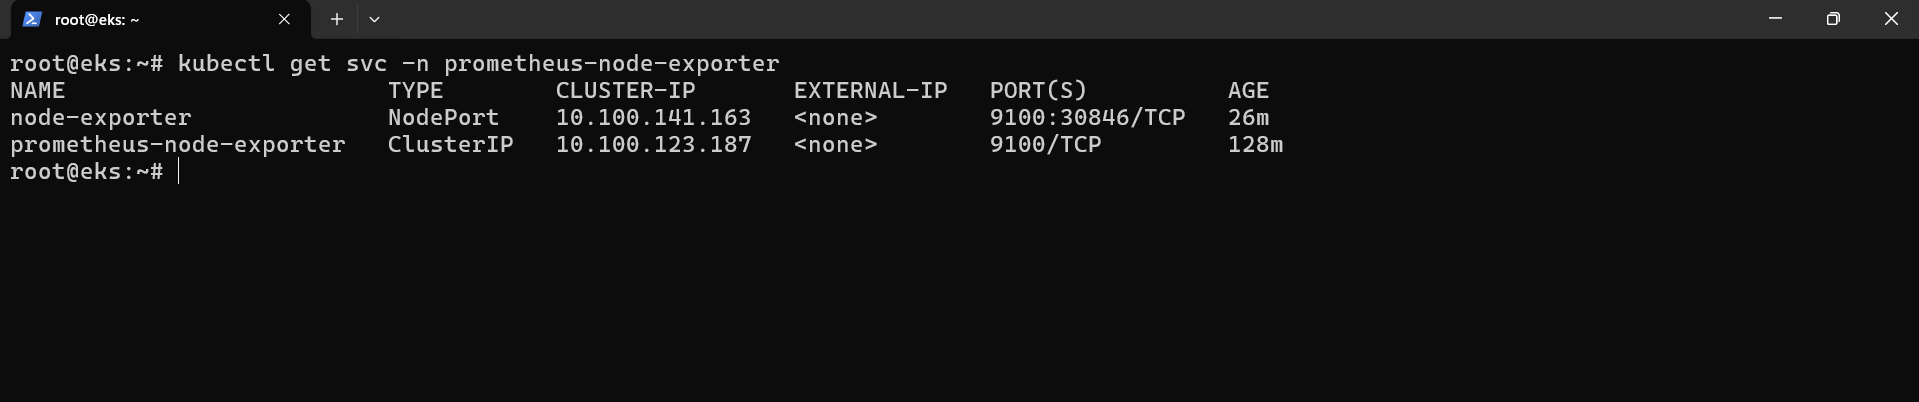 root@eks: ~
root@eks:~# kubectl get svc -n prometheus-node-exporter
NAME                       TYPE        CLUSTER-IP       EXTERNAL-IP   PORT(S)          AGE
node-exporter              NodePort    10.100.141.163   <none>        9100:30846/TCP   26m
prometheus-node-exporter   ClusterIP   10.100.123.187   <none>        9100/TCP         128m
root@eks:~#